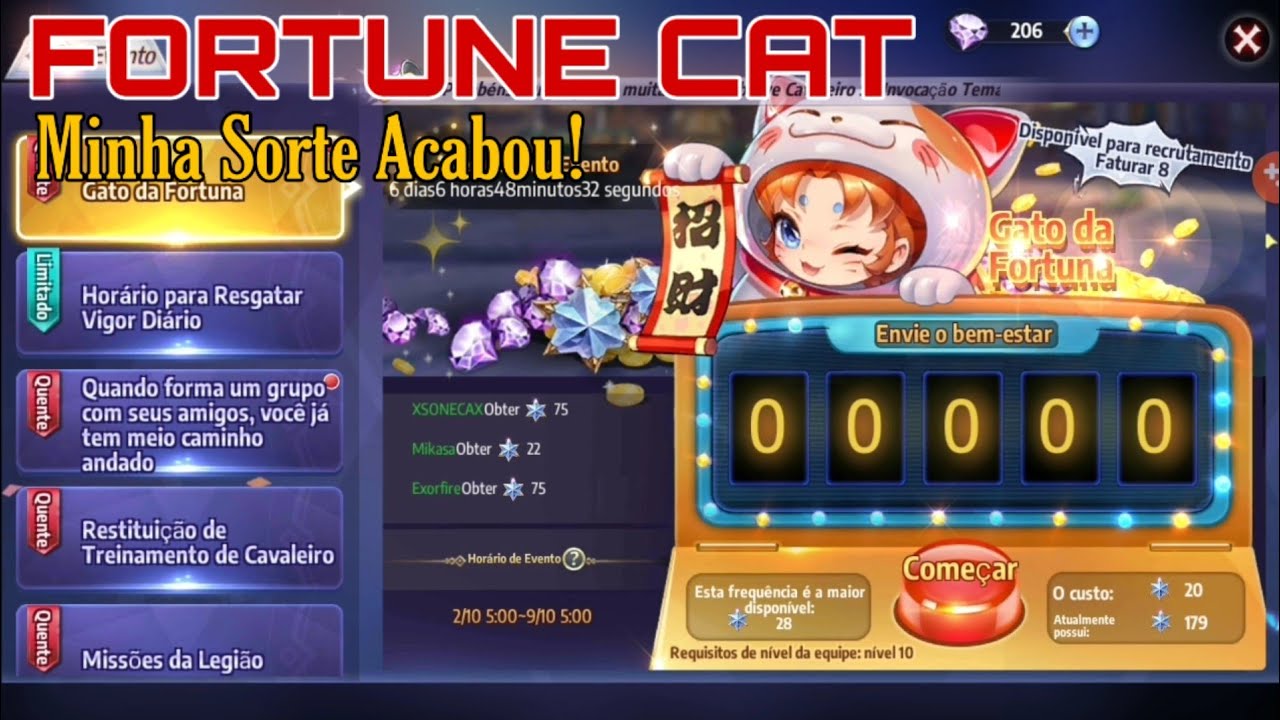 FORTUNE CAT
Minha Sorte Acabou!
206
Invocação Tema
Gato da Fortuna
Limitado
Horário para Resgatar
Vigor Diário
Quente
Quando forma um grupo
com seus amigos, você já
tem meio caminho
andado
Quente
Restituição de
Treinamento de Cavaleiro
Quente
Missões da Legião
Evento
6 dias6 horas48minutos32 segundos
招财
Disponível para recrutamento
Faturar 8
Gato da
Fortuna
XSONECAXObter 75
MikasaObter 22
ExorfireObter 75
Horário de Evento ?
2/10 5:00~9/10 5:00
Envie o bem-estar
0 0 0 0 0
Esta frequência é a maior
disponível:
28
Começar
O custo: 20
Atualmente
possui: 179
Requisitos de nível da equipe: nível 10